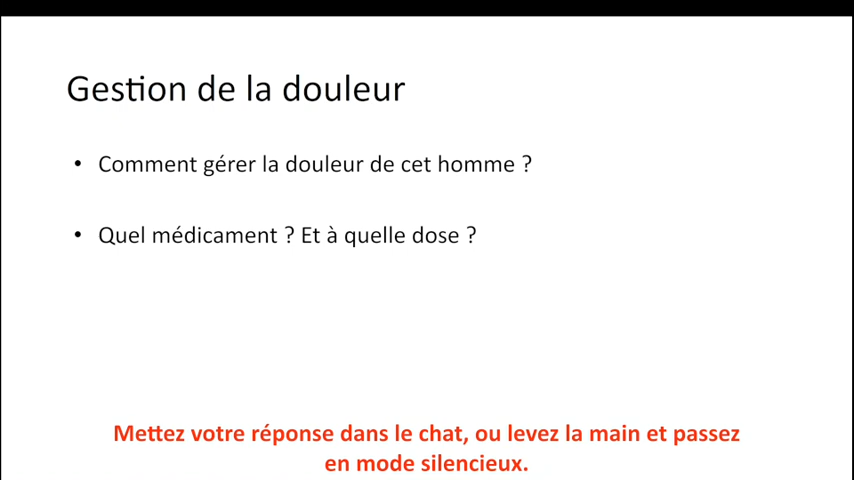 Gestion de la douleur
• Comment gérer la douleur de cet homme ?
• Quel médicament ? Et à quelle dose ?
Mettez votre réponse dans le chat, ou levez la main et passez
en mode silencieux.